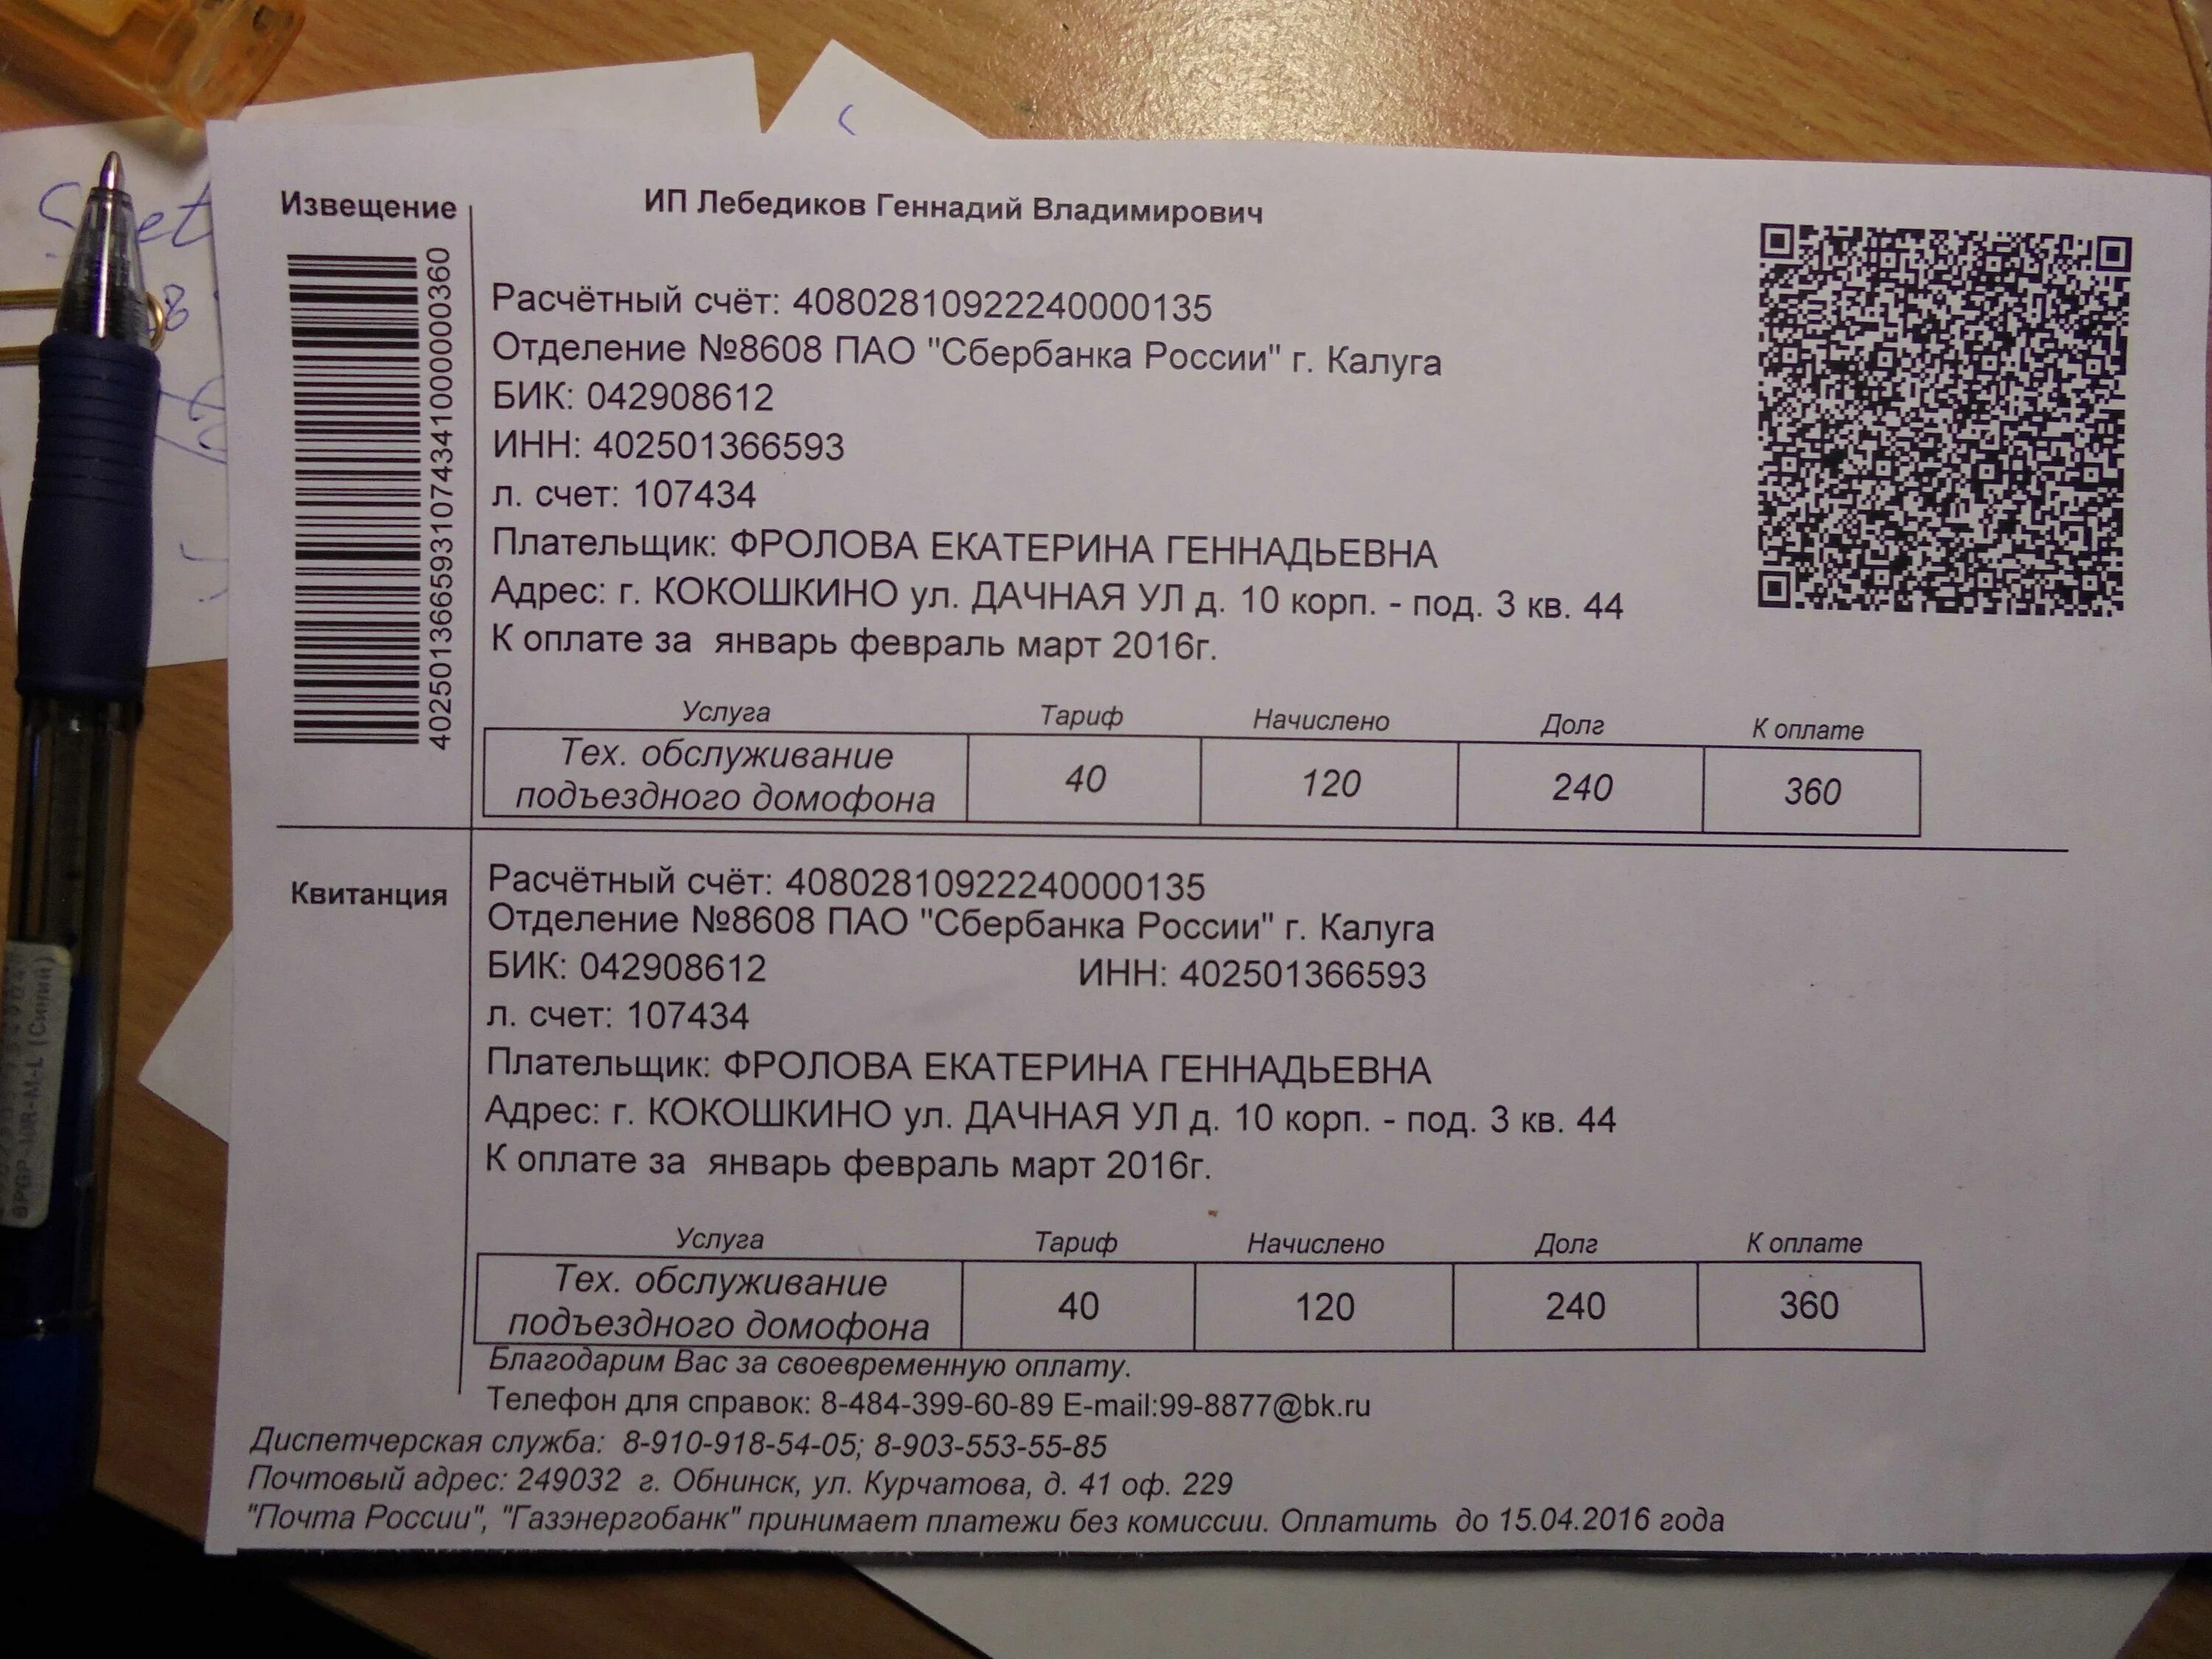 Извещение
ИП Лебедиков Геннадий Владимирович
4025013665931074341000000360
Расчётный счёт: 40802810922240000135
Отделение №8608 ПАО "Сбербанка России" г. Калуга
БИК: 042908612
ИНН: 402501366593
л. счет: 107434
Плательщик: ФРОЛОВА ЕКАТЕРИНА ГЕННАДЬЕВНА
Адрес: г. КОКОШКИНО ул. ДАЧНАЯ УЛ д. 10 корп. - под. 3 кв. 44
К оплате за январь февраль март 2016г.
Услуга Тариф Начислено Долг К оплате
Тех. обслуживание
подъездного домофона 40 120 240 360
Квитанция
Расчётный счёт: 40802810922240000135
Отделение №8608 ПАО "Сбербанка России" г. Калуга
БИК: 042908612 ИНН: 402501366593
л. счет: 107434
Плательщик: ФРОЛОВА ЕКАТЕРИНА ГЕННАДЬЕВНА
Адрес: г. КОКОШКИНО ул. ДАЧНАЯ УЛ д. 10 корп. - под. 3 кв. 44
К оплате за январь февраль март 2016г.
Услуга Тариф Начислено Долг К оплате
Тех. обслуживание
подъездного домофона 40 120 240 360
Благодарим Вас за своевременную оплату.
Телефон для справок: 8-484-399-60-89 E-mail:99-8877@bk.ru
Диспетчерская служба: 8-910-918-54-05; 8-903-553-55-85
Почтовый адрес: 249032 г. Обнинск, ул. Курчатова, д. 41 оф. 229
"Почта России", "Газэнергобанк" принимает платежи без комиссии. Оплатить до 15.04.2016 года
(Синий)